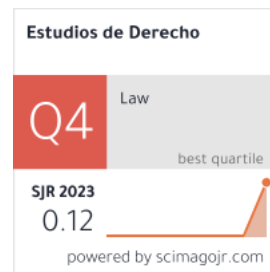 Estudios de Derecho
Q4
Law
best quartile
SJR 2023
0.12
powered by scimagojr.com